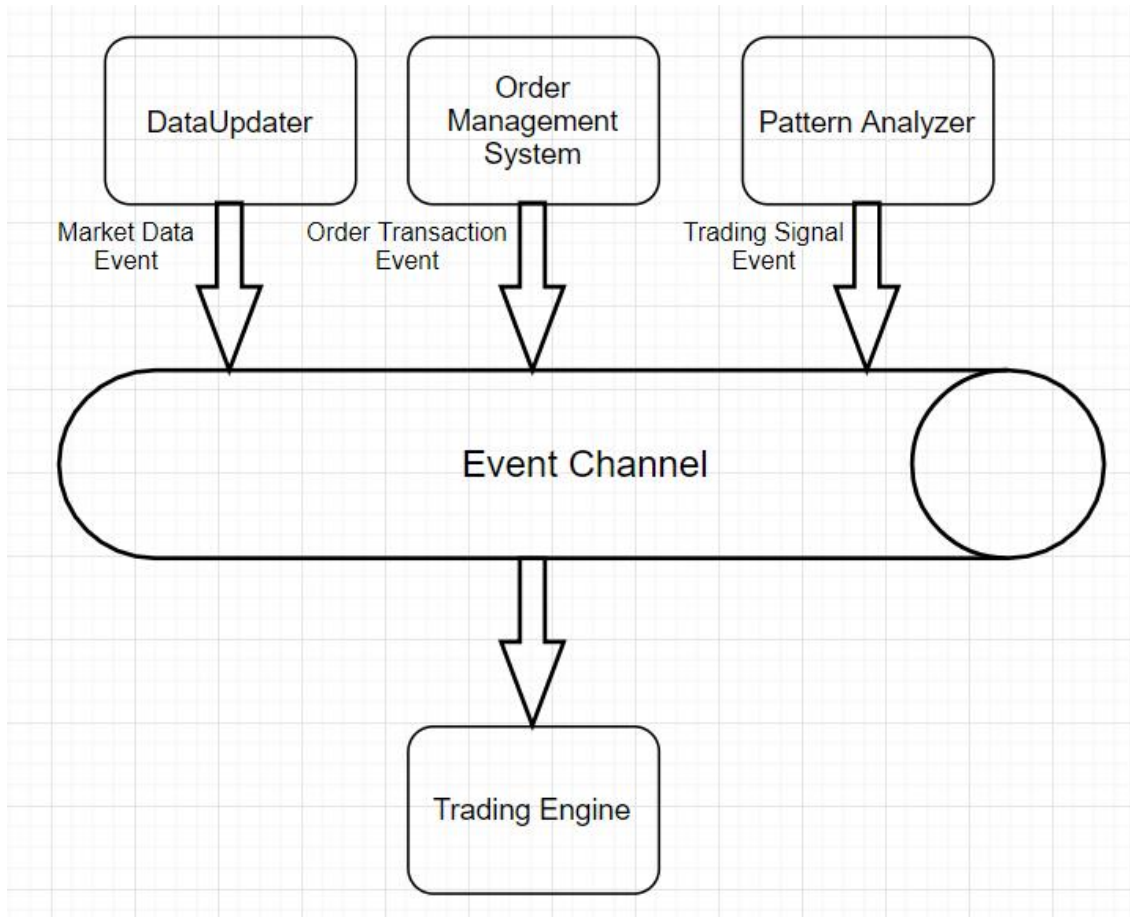 DataUpdater
Order
Management
System
Pattern Analyzer
Market Data
Event
Order Transaction
Event
Trading Signal
Event
Event Channel
Trading Engine